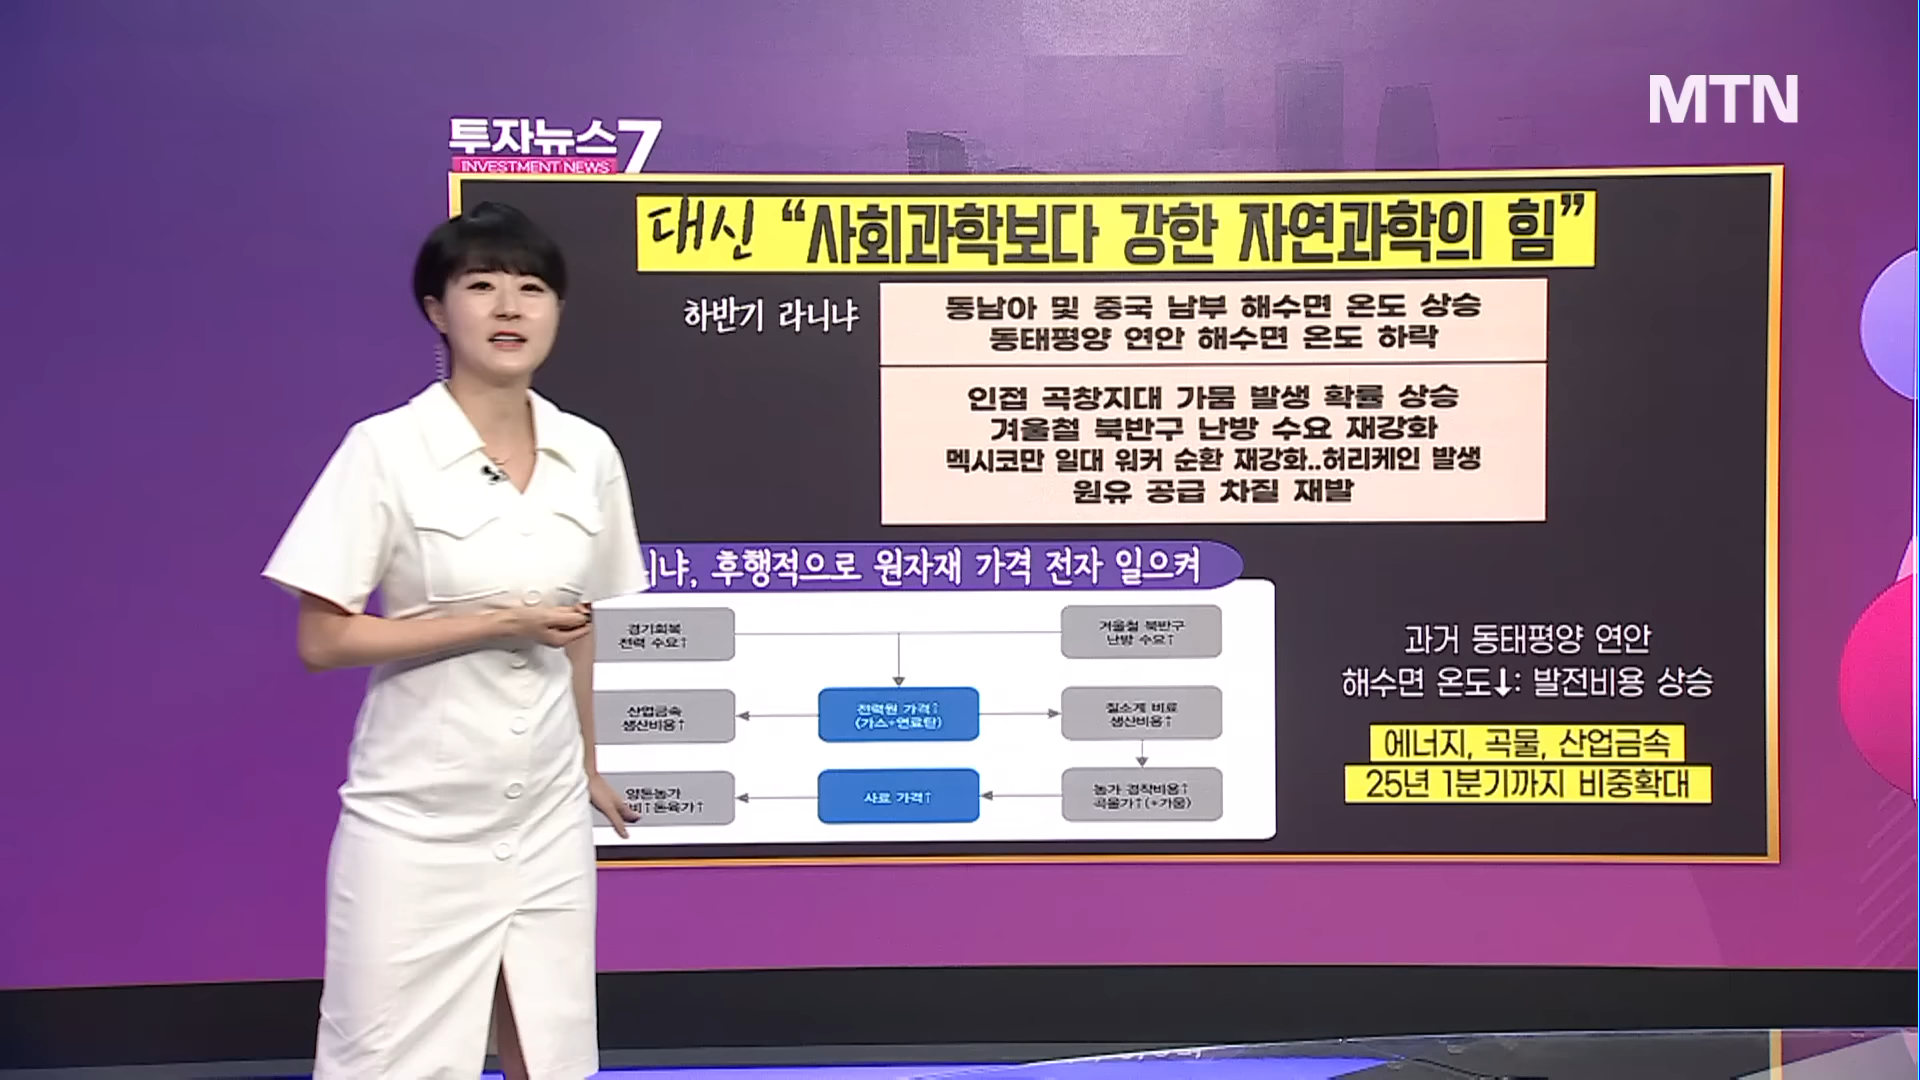 MTN
투자뉴스7
INVESTMENT NEWS
대신 “사회과학보다 강한 자연과학의 힘”
하반기 라니냐
동남아 및 중국 남부 해수면 온도 상승
동태평양 연안 해수면 온도 하락
인접 곡창지대 가뭄 발생 확률 상승
겨울철 북반구 난방 수요 재강화
멕시코만 일대 워커 순환 재강화..허리케인 발생
원유 공급 차질 재발
니냐, 후행적으로 원자재 가격 전자 일으켜
경기회복
전력 수요↑
겨울철 북반구
난방 수요↑
산업금속
생산비용↑
전력원 가격↑
(가스+연료탄)
질소계 비료
생산비용↑
양돈농가
비↑돈육가↑
사료 가격↑
농가 경작비용↑
곡물가↑(+가뭄)
과거 동태평양 연안
해수면 온도↓: 발전비용 상승
에너지, 곡물, 산업금속
25년 1분기까지 비중확대